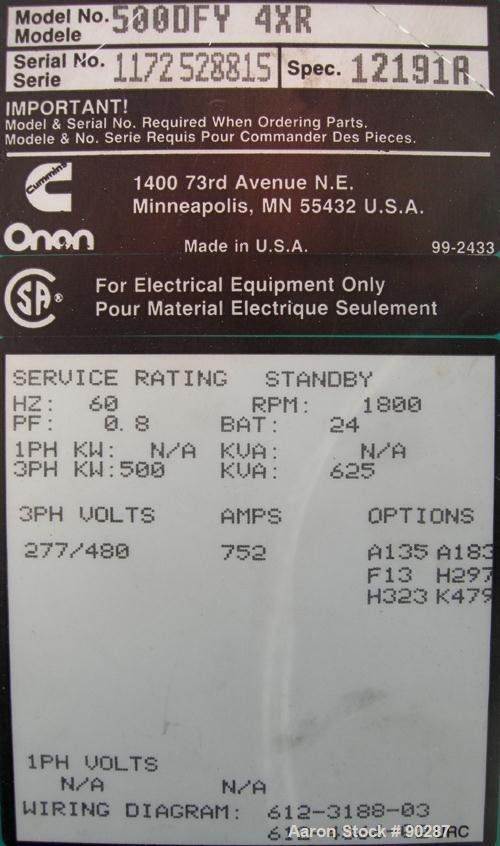 Model No. 500DFY 4XR
Modele
Serial No. 1172528815 Spec. 12191A
Serie
IMPORTANT!
Model & Serial No. Required When Ordering Parts.
Modele & No. Serie Requis Pour Commander Des Pieces.
Cummins
1400 73rd Avenue N.E.
Minneapolis, MN 55432 U.S.A.
Onan
Made in U.S.A. 99-2433
SA® For Electrical Equipment Only
Pour Material Electrique Seulement
SERVICE RATING STANDBY
HZ: 60 RPM: 1800
PF: 0.8 BAT: 24
1PH KW: N/A KVA: N/A
3PH KW:500 KVA: 625
3PH VOLTS AMPS OPTIONS
277/480 752 A135 A183
F13 H297
H323 K479
1PH VOLTS
N/A N/A
WIRING DIAGRAM: 612-3188-03
Aaron Stock # 90287